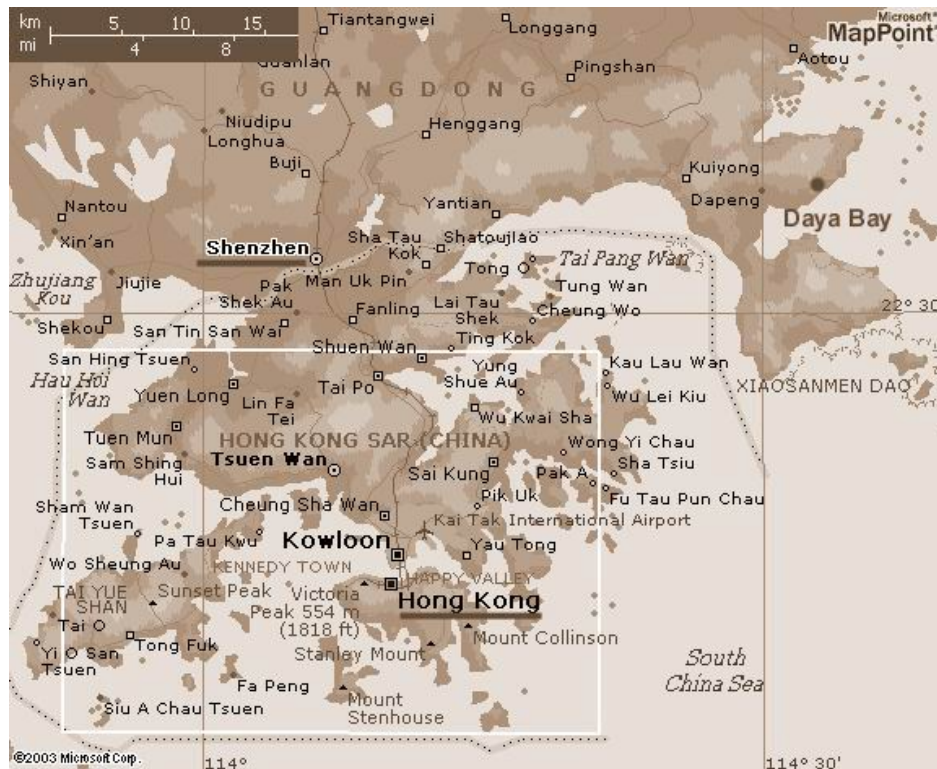 km 5 10 15
mi 4 8
Microsoft®
MapPoint®
Tiantangwei
Longgang
Guanlan
Pingshan
Aotou
Shiyan
GUANGDONG
Niudipu
Longhua
Henggang
Buji
Kuiyong
Nantou
Yantian
Dapeng
Daya Bay
Xin'an
Shenzhen
Sha Tau
Kok
Shatoujiao
Tong
Tai Pang Wan
Zhujiang
Kou
Jiujie
Pak
Shek Au
Man Uk Pin
Tung Wan
Lai Tau
Shek
Cheung Wo
22° 30'
Fanling
Shekou
San Tin San Wai
Ting Kok
Shuen Wan
San Hing Tsuen
Hau Hoi
Wan
Yung
Shue Au
Kau Lau Wan
Tai Po
XIAOSANMEN DAO
Yuen Long
Lin Fa
Tei
Wu Lei Kiu
Wu Kwai Sha
Tuen Mun
HONG KONG SAR (CHINA)
Wong Yi Chau
Tsuen Wan
Sam Shing
Hui
Sai Kung
Pak A
Sha Tsiu
Pik Uk
Fu Tau Pun Chau
Cheung Sha Wan
Sham Wan
Tsuen
Kai Tak International Airport
Pa Tau Kwu
Kowloon
Yau Tong
Wo Sheung Au
KENNEDY TOWN
HAPPY VALLEY
TAI YUE
SHAN
Sunset Peak
Victoria
Peak 554 m
(1818 ft)
Hong Kong
Tai O
Mount Collinson
Tong Fuk
Stanley Mount
Yi O San
Tsuen
South
China Sea
Fa Peng
Siu A Chau Tsuen
Mount
Stenhouse
©2003 Microsoft Corp.
114°
114° 30'